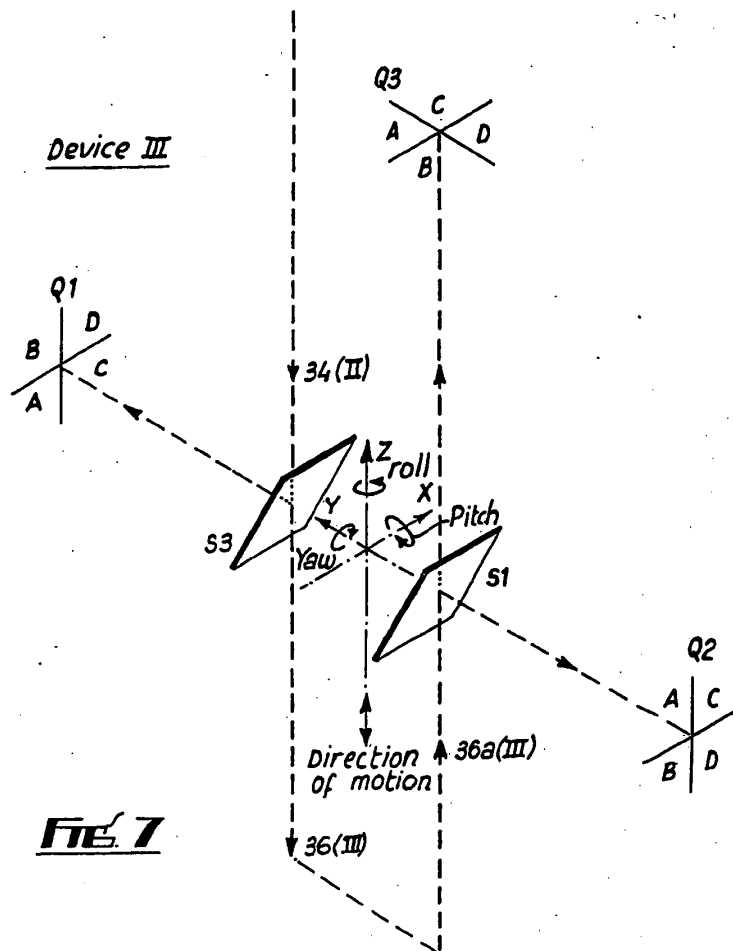 Device III
Q3
A C D
B
Q1
B D
A C
34(II)
Z
roll
X
Y
Pitch
S3
Yaw
S1
Q2
A C
B D
Direction
of motion
36a(III)
36(III)
FIG. 7